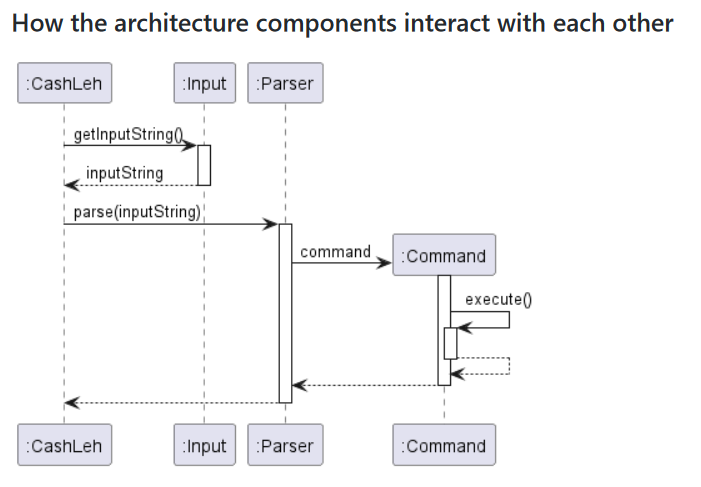 How the architecture components interact with each other
:CashLeh :Input :Parser
getInputString()
inputString
parse(inputString)
command
:Command
execute()
:CashLeh :Input :Parser :Command